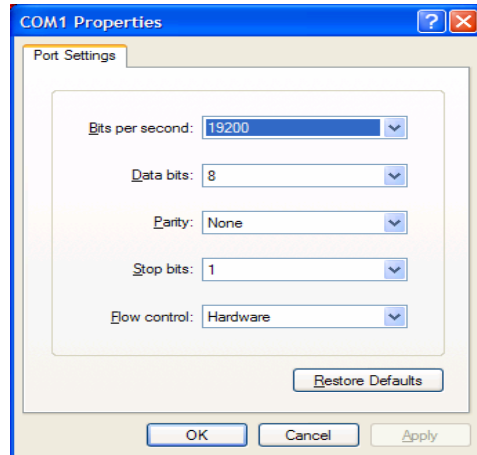 COM1 Properties
Port Settings
Bits per second: 19200
Data bits: 8
Parity: None
Stop bits: 1
Flow control: Hardware
Restore Defaults
OK Cancel Apply